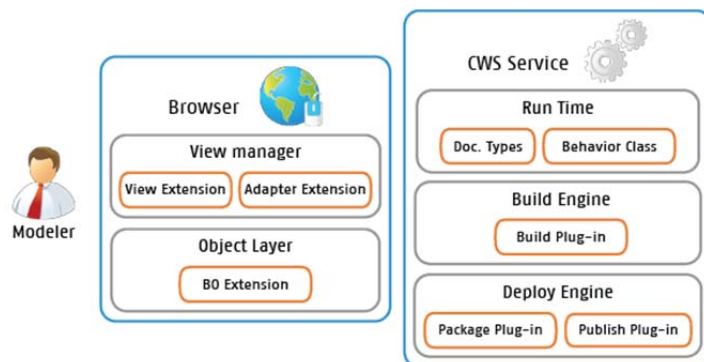 Modeler
Browser
View manager
View Extension
Adapter Extension
Object Layer
BO Extension
CWS Service
Run Time
Doc. Types
Behavior Class
Build Engine
Build Plug-in
Deploy Engine
Package Plug-in
Publish Plug-in